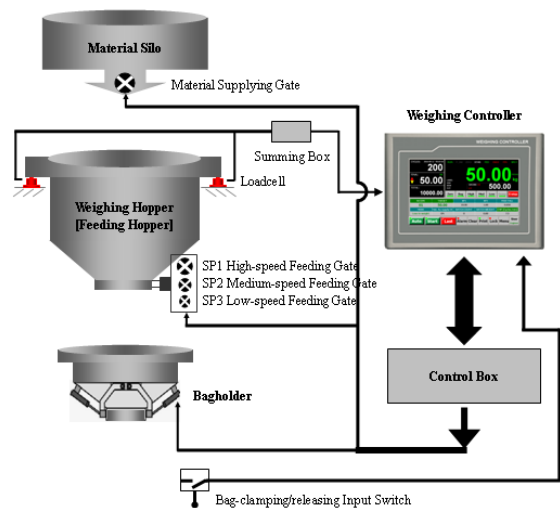 Material Silo
Material Supplying Gate
Weighing Controller
Summing Box
Loadcell
WEIGHING CONTROLLER
200
50.00
50.00
500.00
10000.00
Weighing Hopper
[Feeding Hopper]
SP1 High-speed Feeding Gate
SP2 Medium-speed Feeding Gate
SP3 Low-speed Feeding Gate
Control Box
Bagholder
Bag-clamping/releasing Input Switch